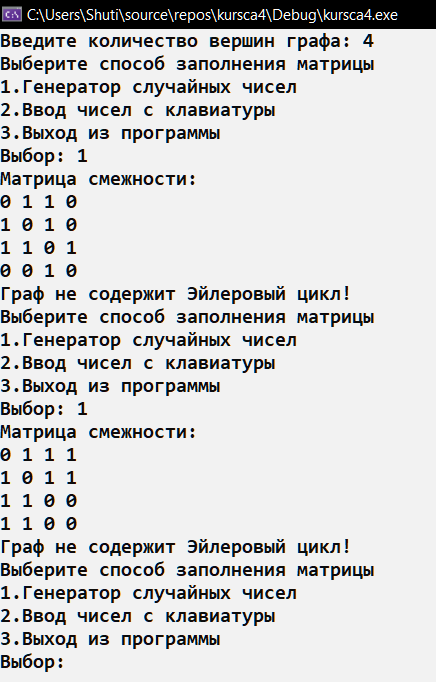 C:\Users\Shuti\source\repos\kursca4\Debug\kursca4.exe
Введите количество вершин графа: 4
Выберите способ заполнения матрицы
1.Генератор случайных чисел
2.Ввод чисел с клавиатуры
3.Выход из программы
Выбор: 1
Матрица смежности:
0 1 1 0
1 0 1 0
1 1 0 1
0 0 1 0
Граф не содержит Эйлеровый цикл!
Выберите способ заполнения матрицы
1.Генератор случайных чисел
2.Ввод чисел с клавиатуры
3.Выход из программы
Выбор: 1
Матрица смежности:
0 1 1 1
1 0 1 1
1 1 0 0
1 1 0 0
Граф не содержит Эйлеровый цикл!
Выберите способ заполнения матрицы
1.Генератор случайных чисел
2.Ввод чисел с клавиатуры
3.Выход из программы
Выбор: